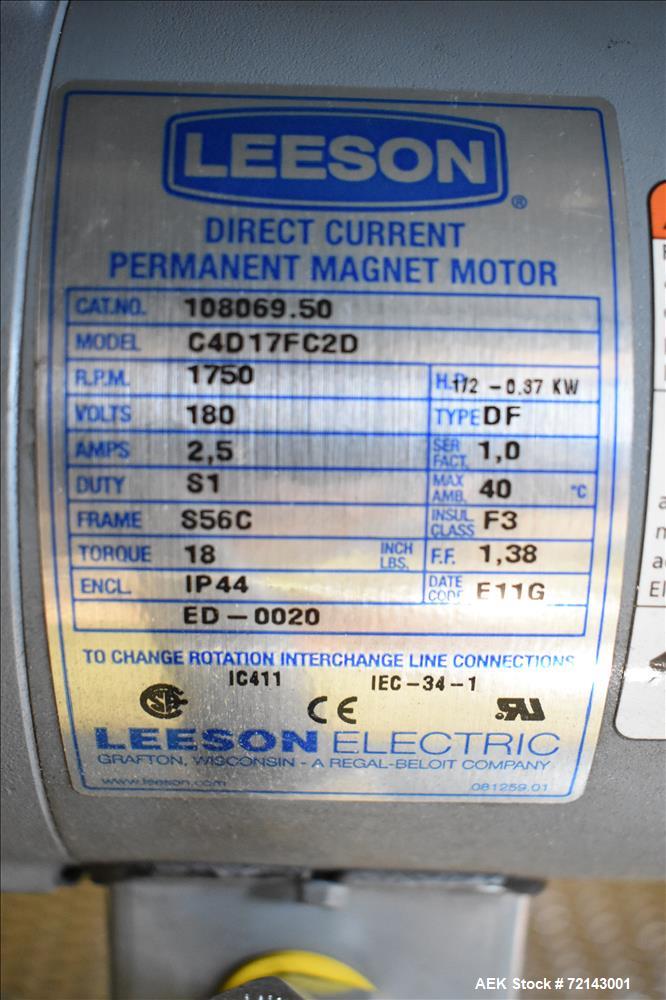 LEESON
®
DIRECT CURRENT
PERMANENT MAGNET MOTOR
CAT.NO. 108069.50
MODEL C4D17FC2D
R.P.M. 1750 H.P. 1/2 - 0.37 KW
VOLTS 180 TYPE DF
AMPS 2,5 SER FACT. 1,0
DUTY S1 MAX AMB. 40 °C
FRAME S56C INSUL CLASS F3
TORQUE 18 INCH LBS. F.F. 1,38
ENCL. IP44 DATE CODE E11G
ED-0020
TO CHANGE ROTATION INTERCHANGE LINE CONNECTIONS
IC411 IEC-34-1
CE
LEESON ELECTRIC
GRAFTON, WISCONSIN - A REGAL-BELOIT COMPANY
www.leeson.com 081259.01
AEK Stock #72143001